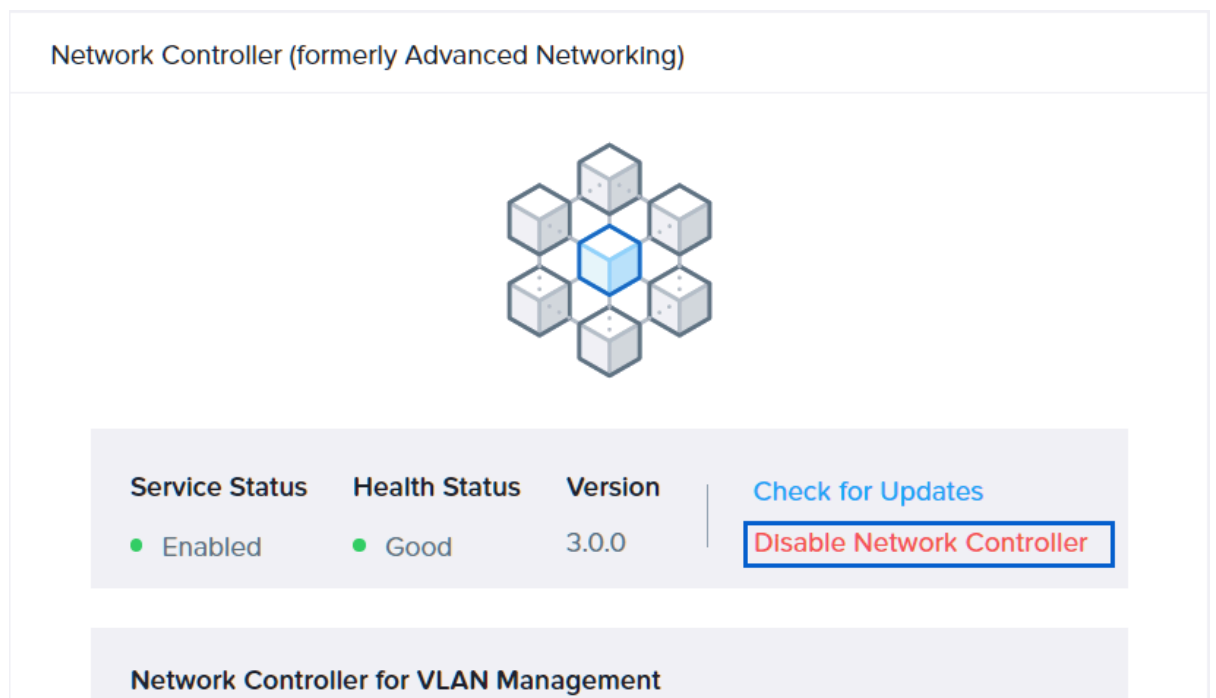 Network Controller (formerly Advanced Networking)
Service Status Health Status Version Check for Updates
Enabled Good 3.0.0 Disable Network Controller
Network Controller for VLAN Management